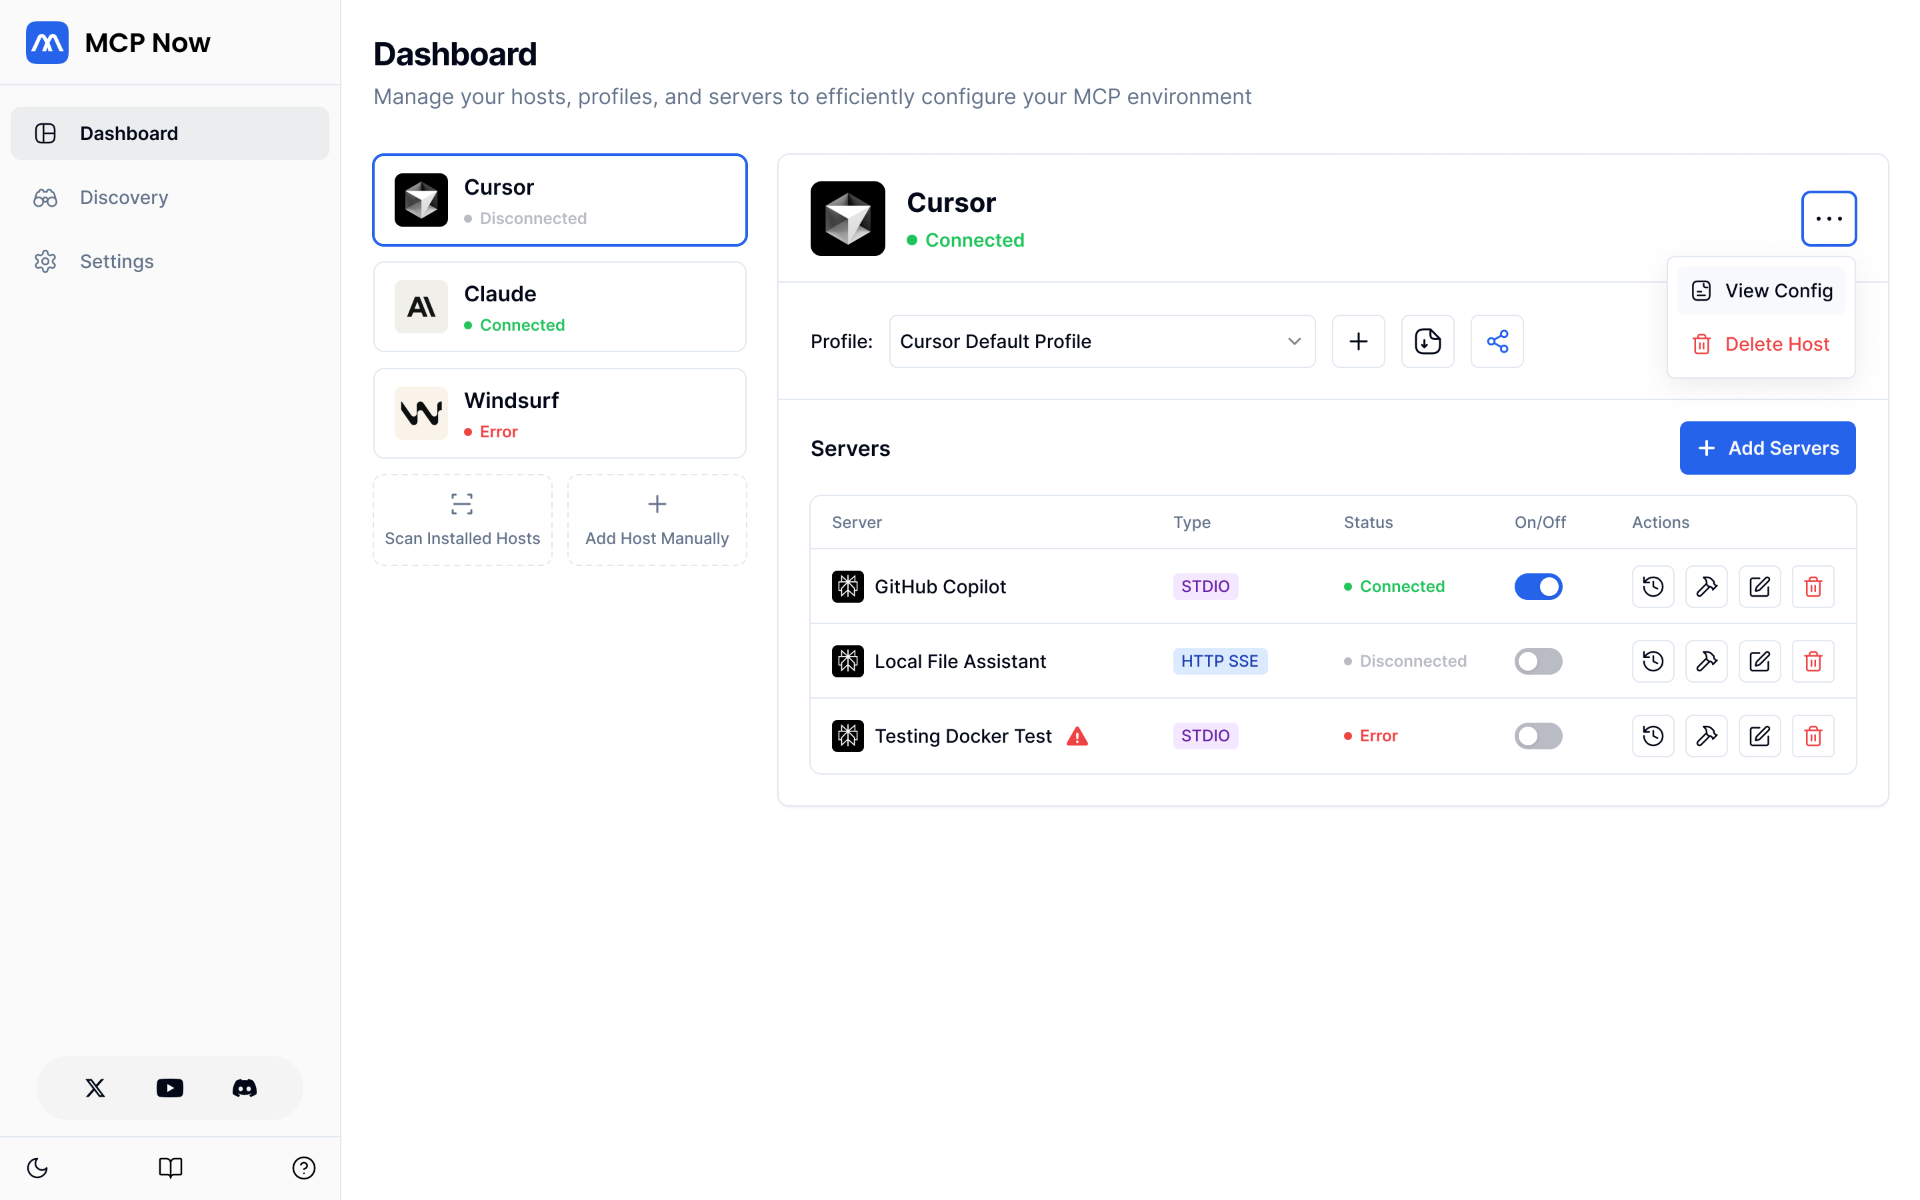 MCP Now
Dashboard
Discovery
Settings
Dashboard
Manage your hosts, profiles, and servers to efficiently configure your MCP environment
Cursor
Disconnected
Claude
Connected
Windsurf
Error
Scan Installed Hosts
Add Host Manually
Cursor
Connected
View Config
Delete Host
Profile:
Cursor Default Profile
Servers
Add Servers
Server Type Status On/Off Actions
GitHub Copilot STDIO Connected
Local File Assistant HTTP SSE Disconnected
Testing Docker Test STDIO Error